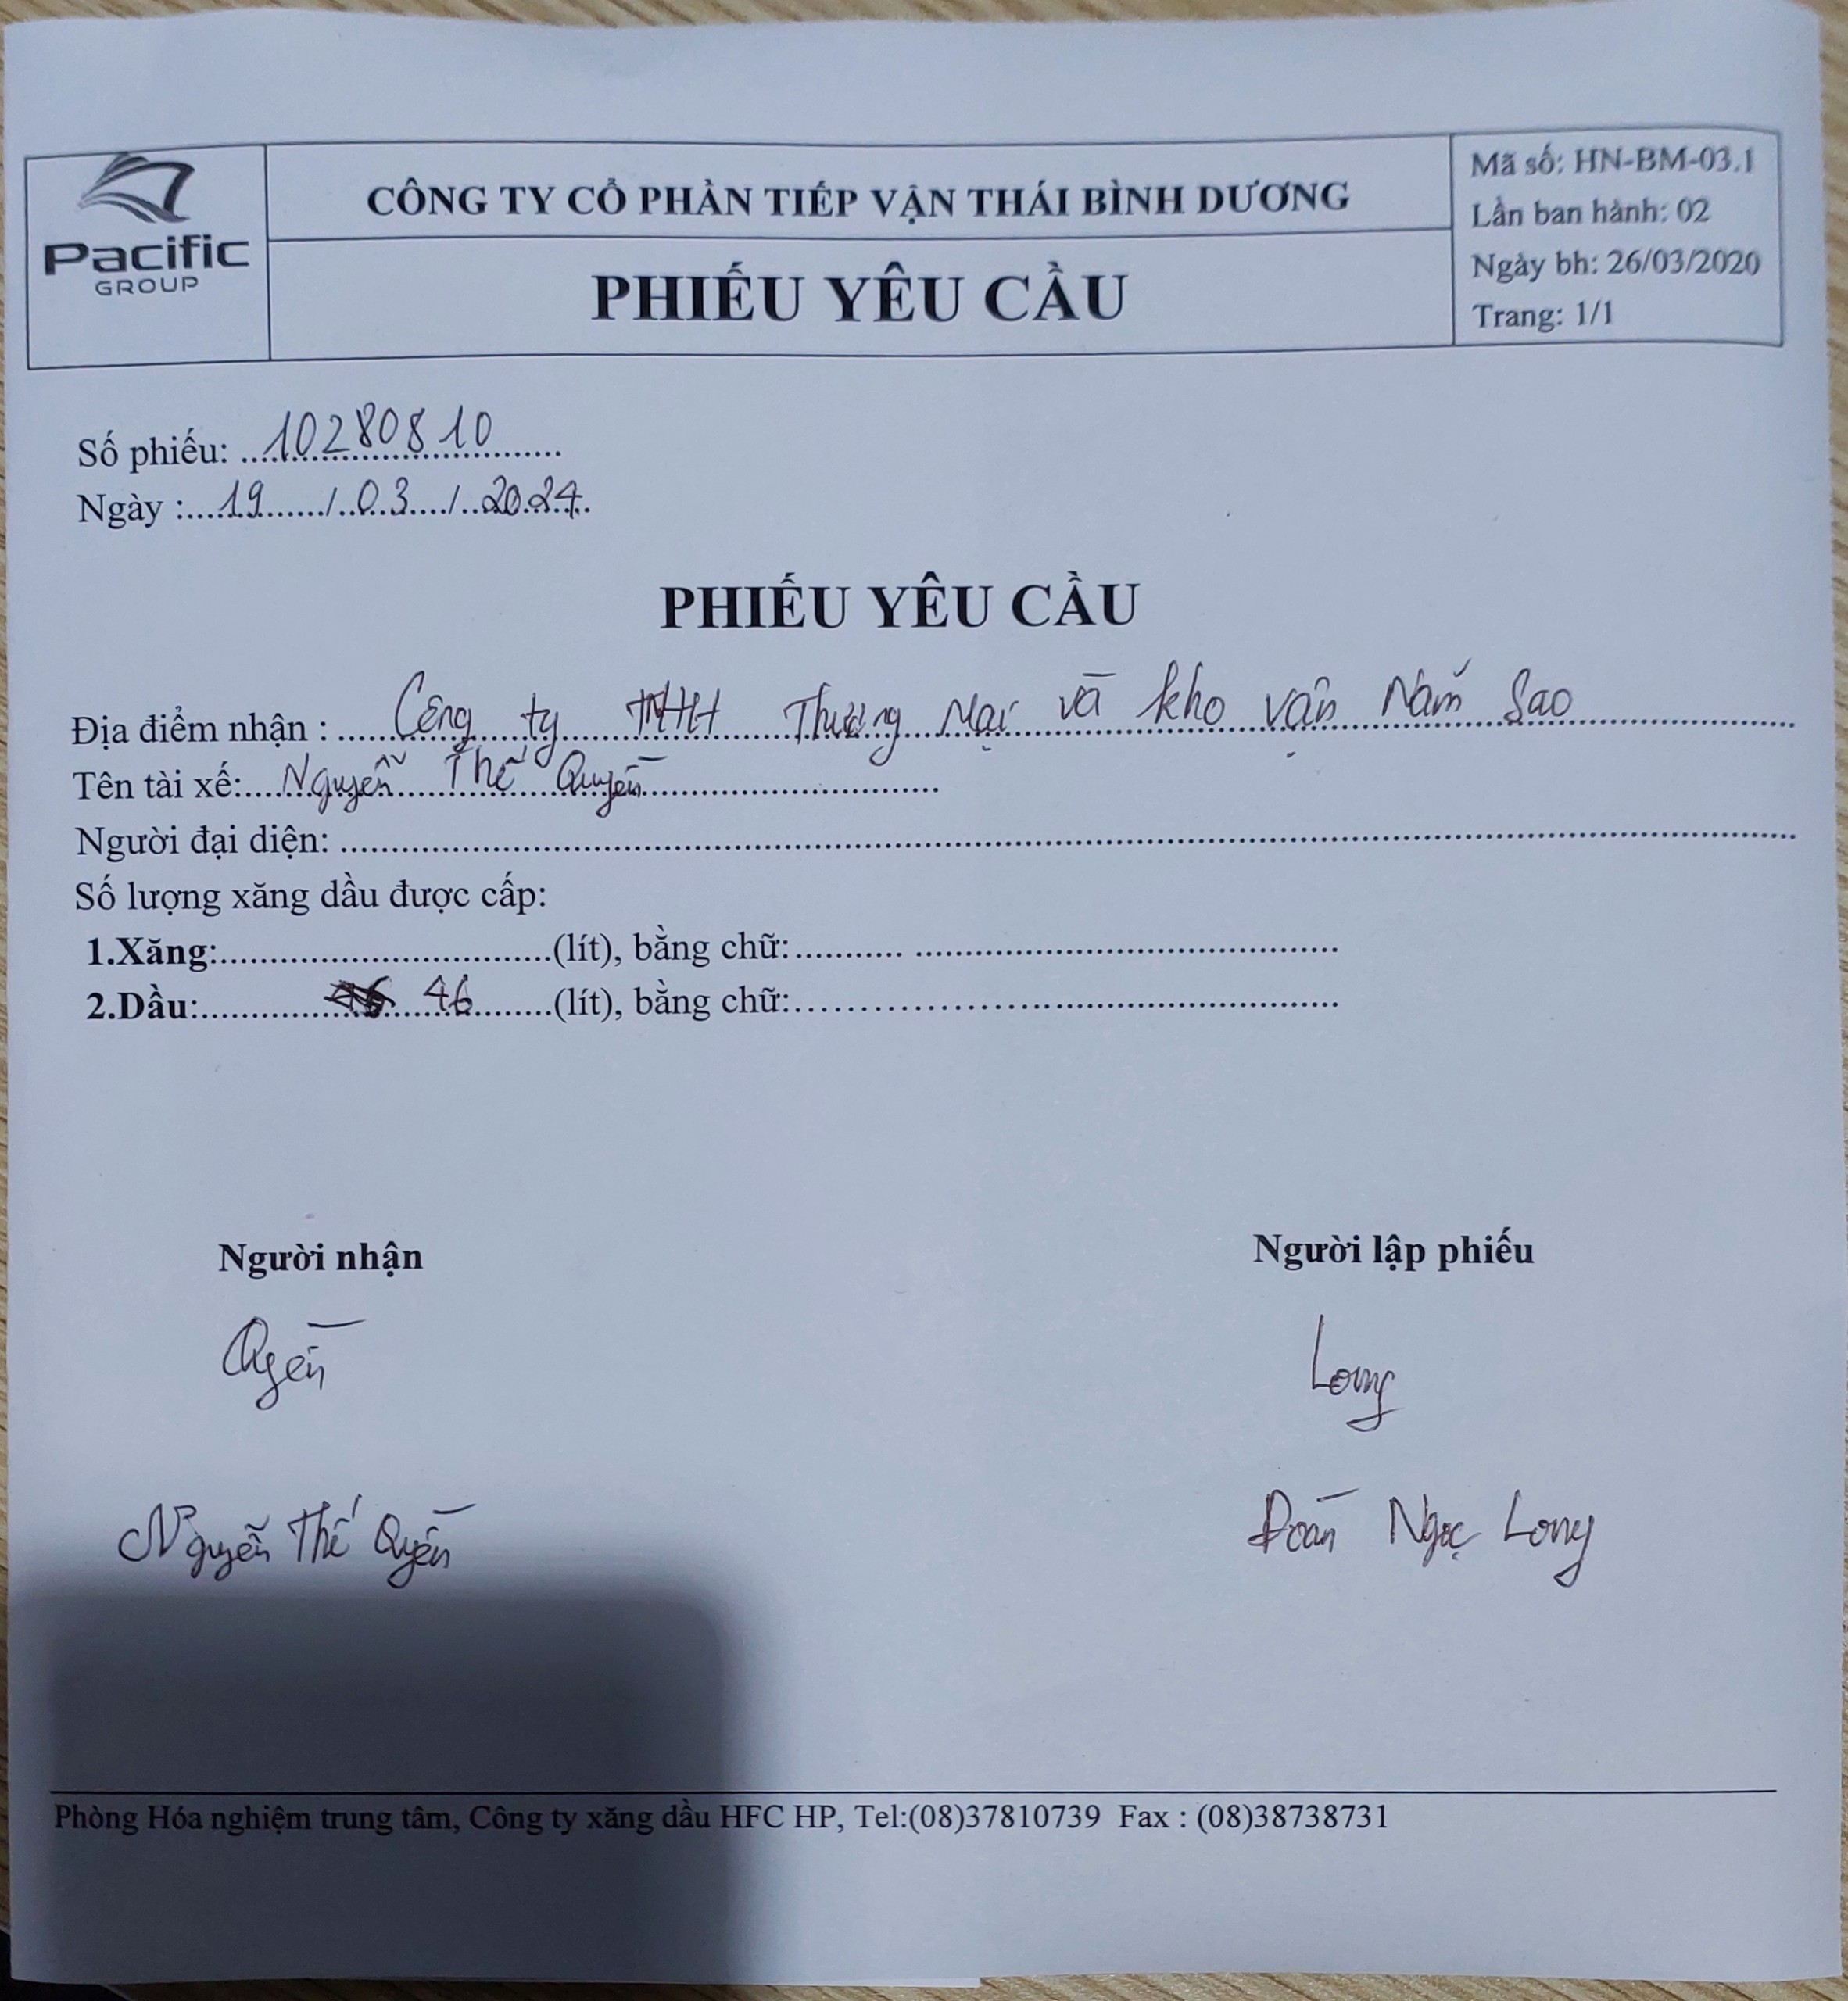 Pacific
GROUP
CÔNG TY CỔ PHẦN TIẾP VẬN THÁI BÌNH DƯƠNG
PHIẾU YÊU CẦU
Mã số: HN-BM-03.1
Lần ban hành: 02
Ngày bh: 26/03/2020
Trang: 1/1
Số phiếu: 10280810
Ngày : 19 / 03 / 2024
PHIẾU YÊU CẦU
Địa điểm nhận : Công ty TNHH Thương Mại và kho vận Năm Sao
Tên tài xế: Nguyễn Thế Quyền
Người đại diện:
Số lượng xăng dầu được cấp:
1.Xăng: (lít), bằng chữ:
2.Dầu: 46 (lít), bằng chữ:
Người nhận
Người lập phiếu
Qyền
Long
Nguyễn Thế Quyền
Đoàn Ngọc Long
Phòng Hóa nghiệm trung tâm, Công ty xăng dầu HFC HP, Tel:(08)37810739 Fax : (08)38738731